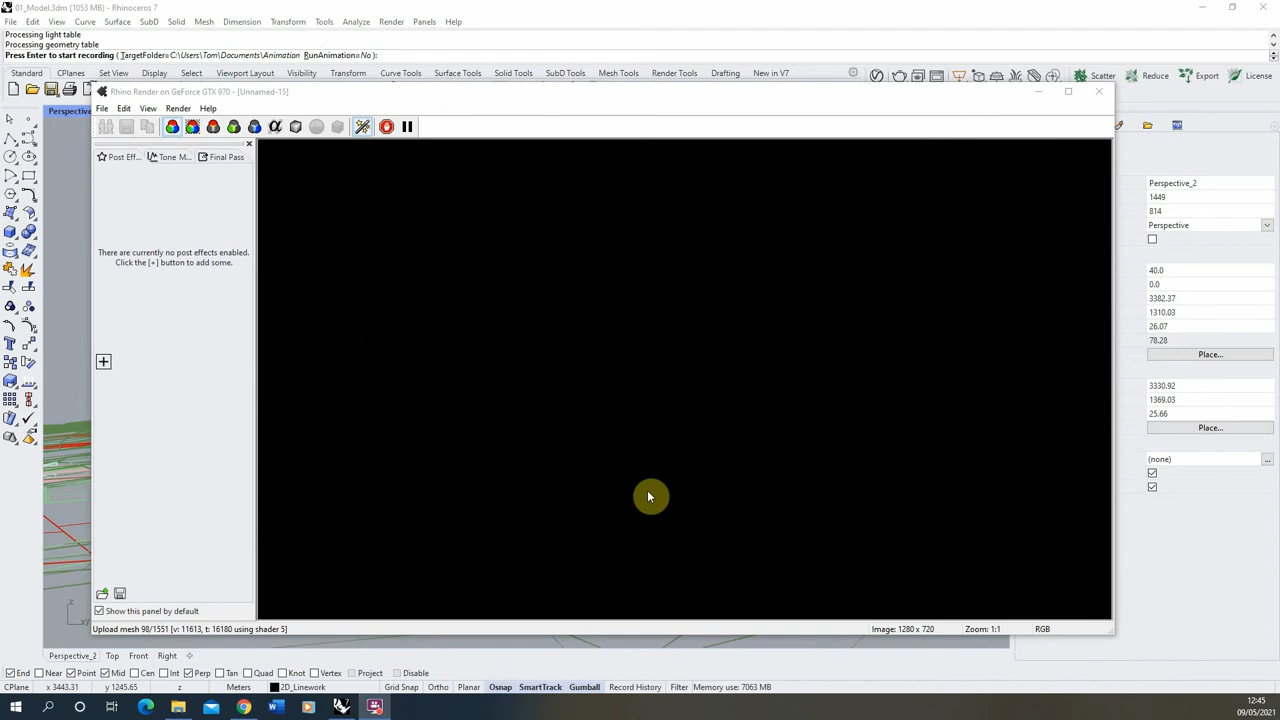 01_Model.3dm (1053 MB) - Rhinoceros 7
File Edit View Curve Surface SubD Solid Mesh Dimension Transform Tools Analyze Render Panels Help
Processing light table
Processing geometry table
Press Enter to start recording ( TargetFolder=C:\Users\Tom\Documents\Animation RunAnimation=No ):
Standard CPlanes Set View Display Select Viewport Layout Visibility Transform Curve Tools Surface Tools Solid Tools SubD Tools Mesh Tools Render Tools Drafting New in V7
Scatter Reduce Export License
Rhino Render on GeForce GTX 970 - [Unnamed-15]
File Edit View Render Help
Perspective
Post Eff... Tone M... Final Pass
There are currently no post effects enabled.
Click the [+] button to add some.
Show this panel by default
Upload mesh 98/1551 [v: 11613, t: 16180 using shader 5]
Image: 1280 x 720 Zoom: 1:1 RGB
Perspective_2
1449
814
Perspective
40.0
0.0
3382.37
1310.03
26.07
78.28
Place...
3330.92
1369.03
25.66
Place...
(none) ...
z
xy
Perspective_2 Top Front Right
End Near Point Mid Cen Int Perp Tan Quad Knot Vertex Project Disable
CPlane x 3443.31 y 1245.65 z Meters 2D_Linework Grid Snap Ortho Planar Osnap SmartTrack Gumball Record History Filter Memory use: 7063 MB
12:45
09/05/2021